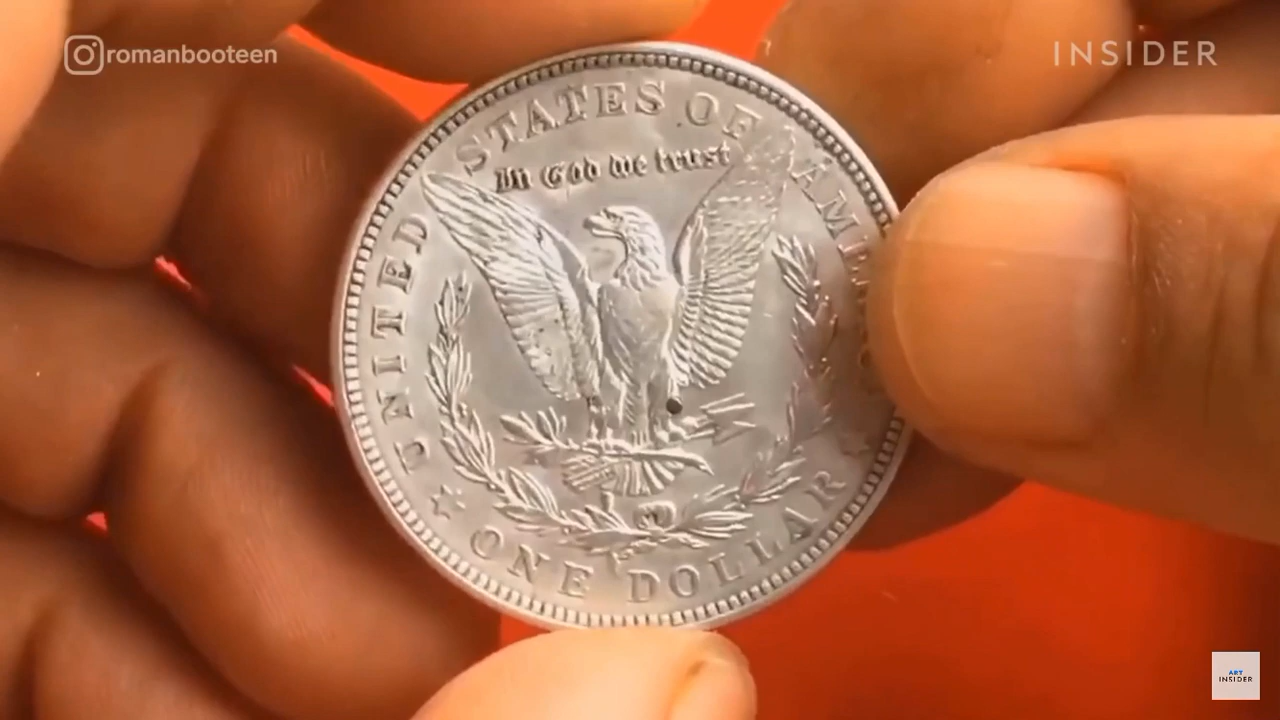 romanbooteen
INSIDER
UNITED STATES OF AMER
In God we trust
ONE DOLLAR
ART
INSIDER